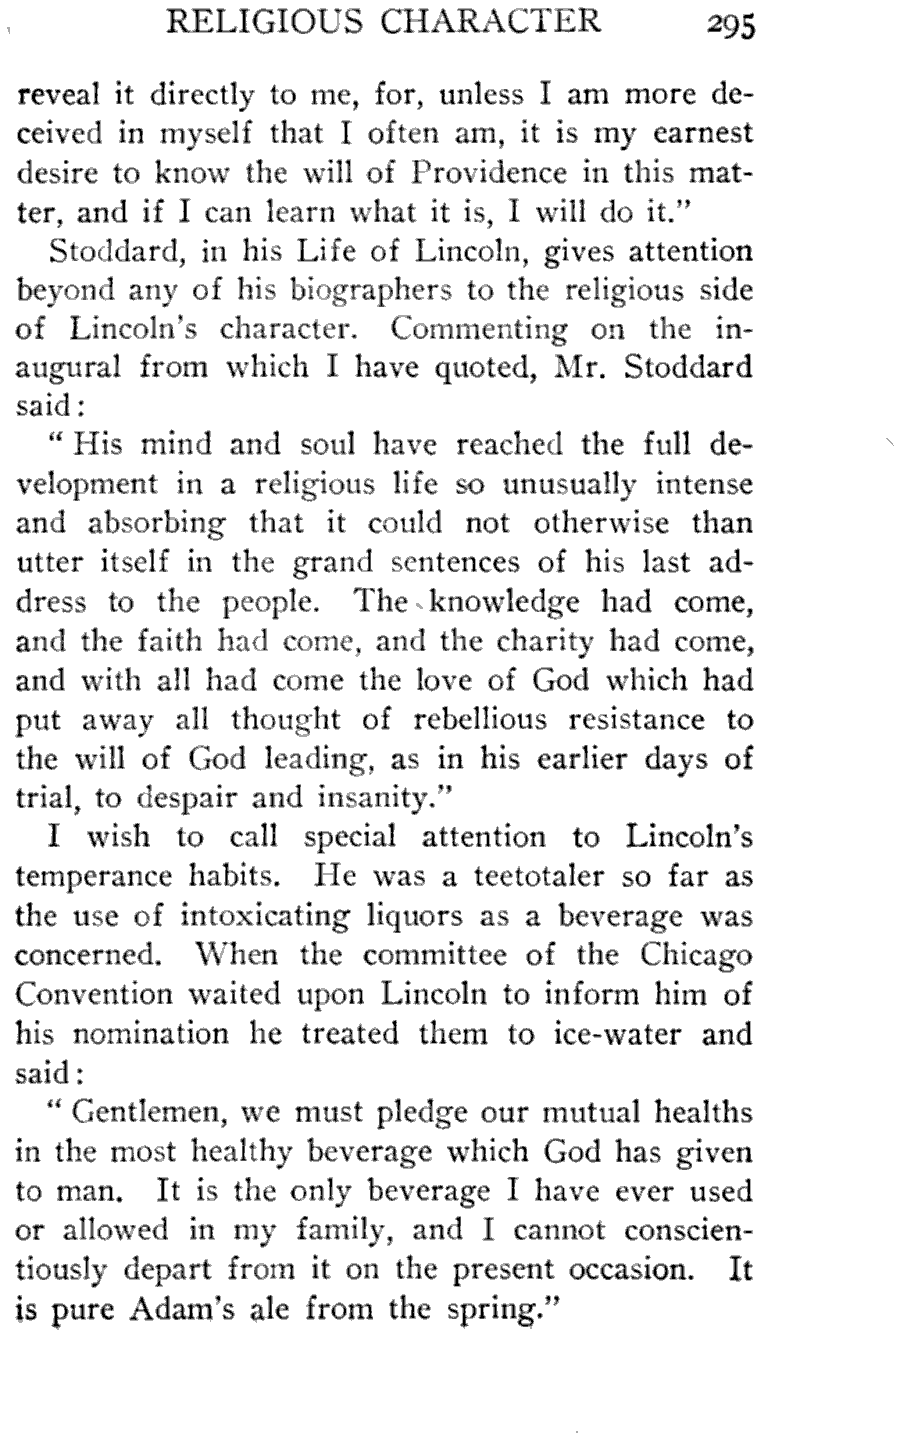 RELIGIOUS CHARACTER 295
reveal it directly to me, for, unless I am more de-
ceived in myself that I often am, it is my earnest
desire to know the will of Providence in this mat-
ter, and if I can learn what it is, I will do it.”
Stoddard, in his Life of Lincoln, gives attention
beyond any of his biographers to the religious side
of Lincoln’s character. Commenting on the in-
augural from which I have quoted, Mr. Stoddard
said:
“ His mind and soul have reached the full de-
velopment in a religious life so unusually intense
and absorbing that it could not otherwise than
utter itself in the grand sentences of his last ad-
dress to the people. The knowledge had come,
and the faith had come, and the charity had come,
and with all had come the love of God which had
put away all thought of rebellious resistance to
the will of God leading, as in his earlier days of
trial, to despair and insanity.”
I wish to call special attention to Lincoln’s
temperance habits. He was a teetotaler so far as
the use of intoxicating liquors as a beverage was
concerned. When the committee of the Chicago
Convention waited upon Lincoln to inform him of
his nomination he treated them to ice-water and
said:
“ Gentlemen, we must pledge our mutual healths
in the most healthy beverage which God has given
to man. It is the only beverage I have ever used
or allowed in my family, and I cannot conscien-
tiously depart from it on the present occasion. It
is pure Adam’s ale from the spring.”